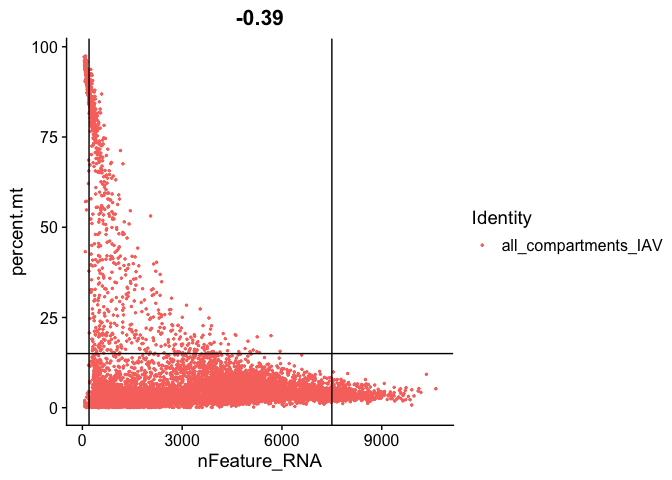 -0.39
100
75
50
25
0
percent.mt
0 3000 6000 9000
nFeature_RNA
Identity
all_compartments_IAV